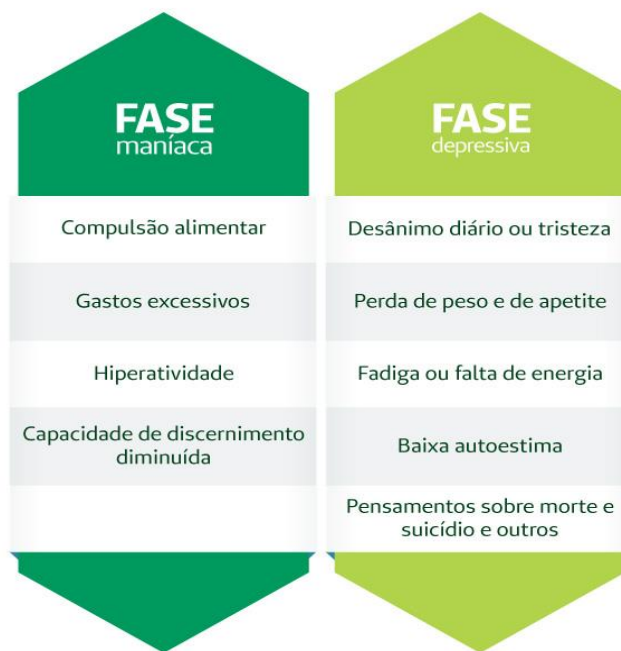 FASE
maníaca
Compulsão alimentar
Gastos excessivos
Hiperatividade
Capacidade de discernimento
diminuída
FASE
depressiva
Desânimo diário ou tristeza
Perda de peso e de apetite
Fadiga ou falta de energia
Baixa autoestima
Pensamentos sobre morte e
suicídio e outros